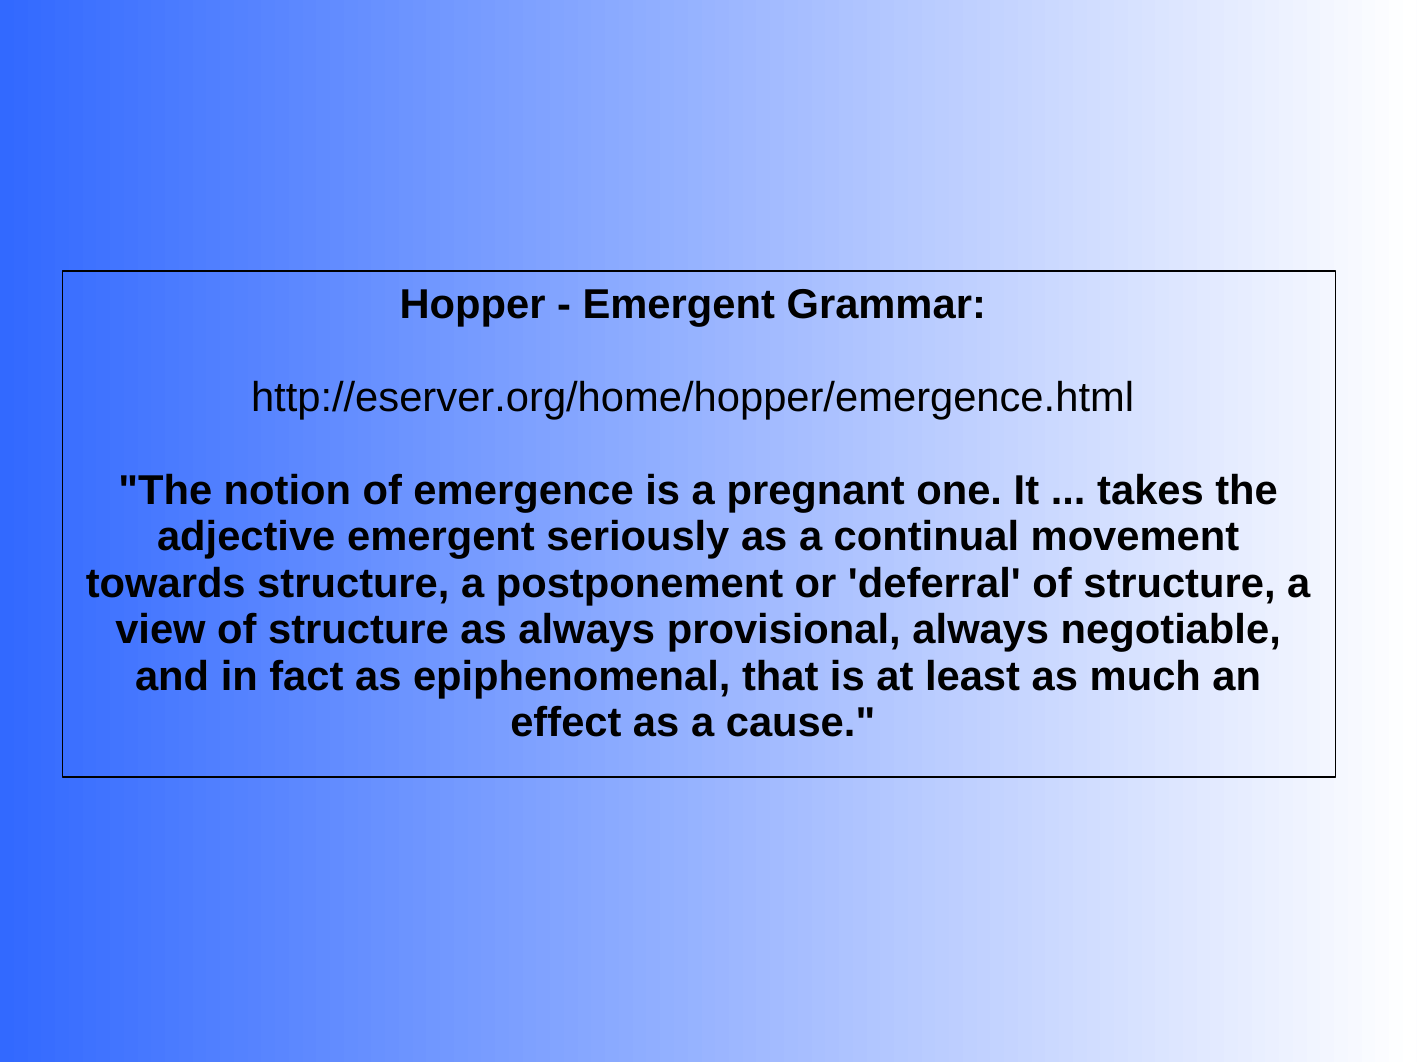 Hopper - Emergent Grammar:
http://eserver.org/home/hopper/emergence.html
"The notion of emergence is a pregnant one. It ... takes the
adjective emergent seriously as a continual movement
towards structure, a postponement or 'deferral' of structure, a
view of structure as always provisional, always negotiable,
and in fact as epiphenomenal, that is at least as much an
effect as a cause."